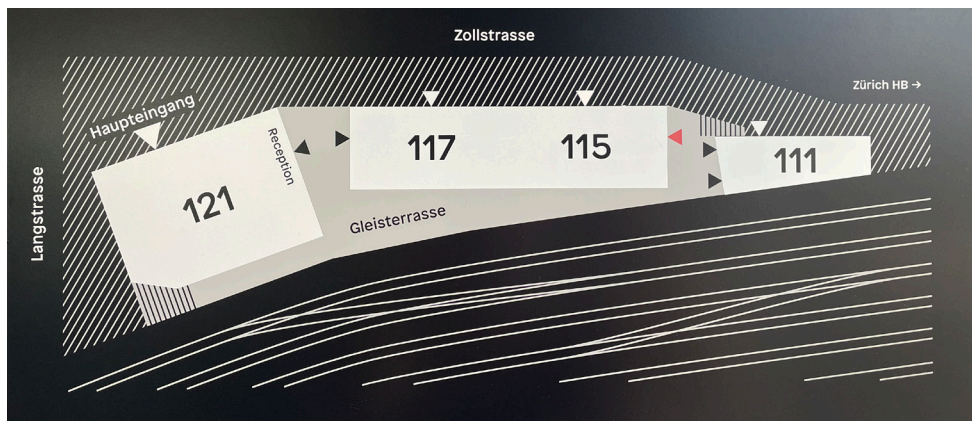 Zollstrasse
Zürich HB →
Haupteingang
Reception
117
115
111
121
Langstrasse
Gleisterrasse